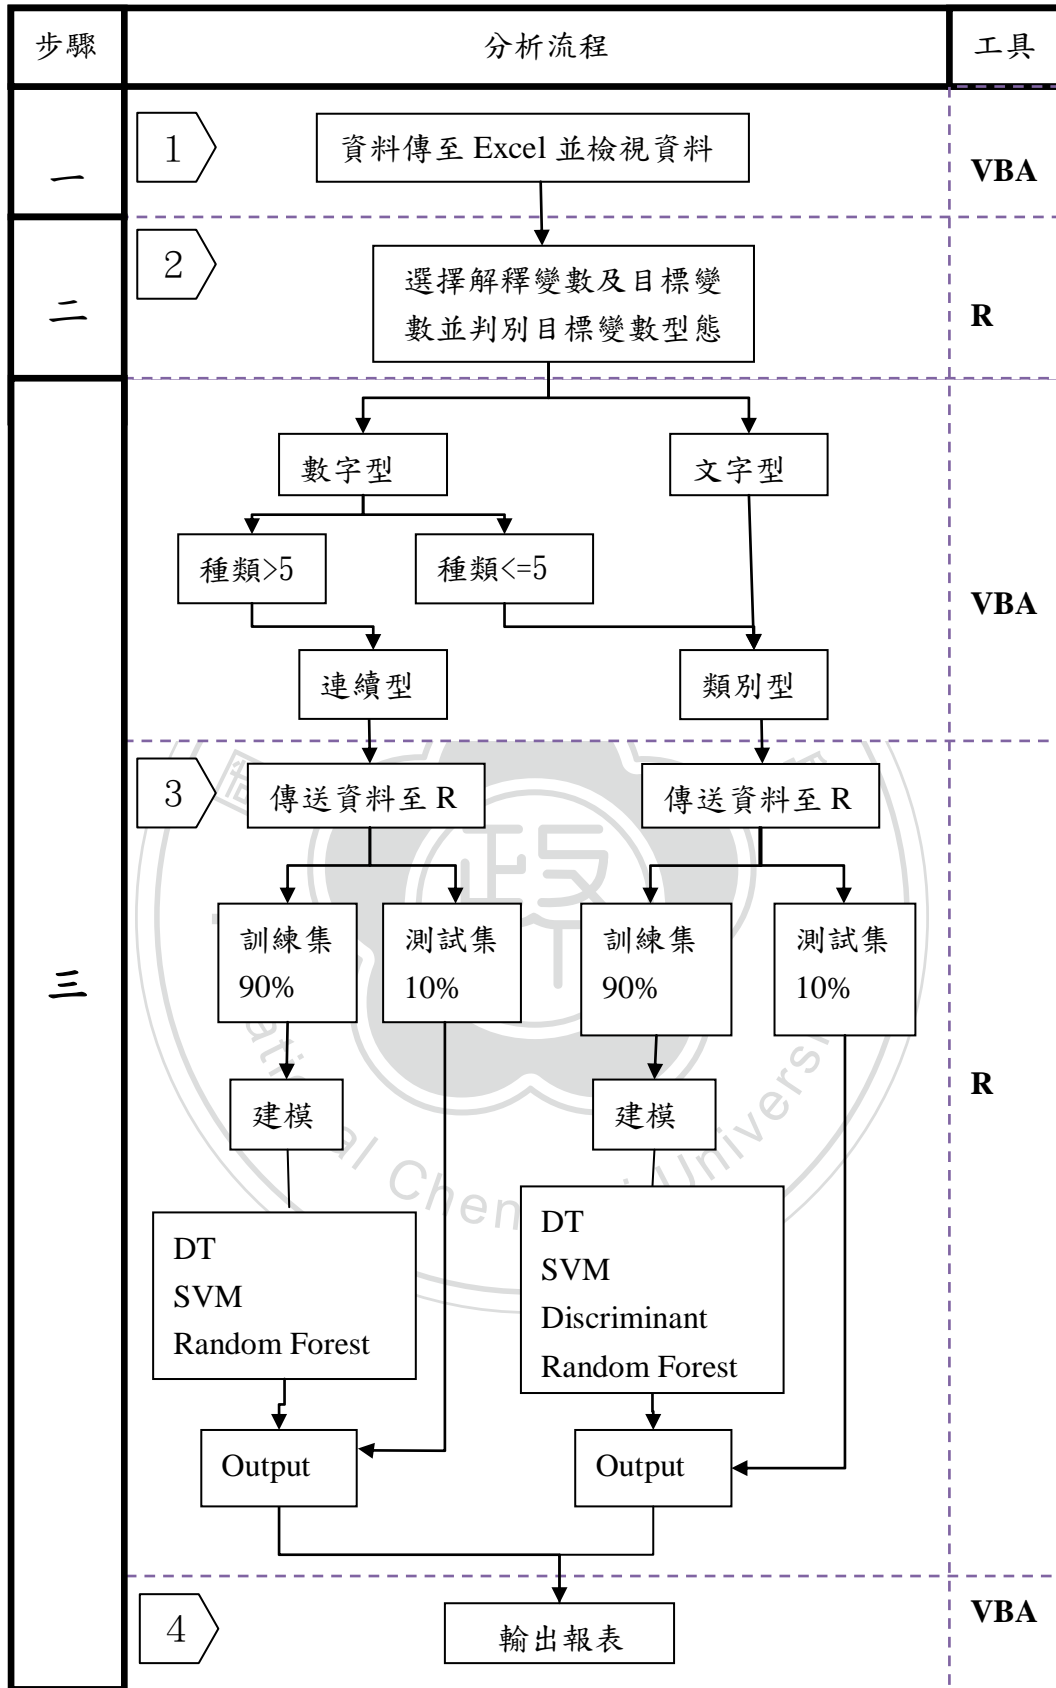 步驟
分析流程
工具
一
1
資料傳至 Excel 並檢視資料
VBA
二
2
選擇解釋變數及目標變
數並判別目標變數型態
R
三
數字型
文字型
種類>5
種類<=5
VBA
連續型
類別型
3
傳送資料至 R
傳送資料至 R
訓練集
90%
測試集
10%
訓練集
90%
測試集
10%
建模
建模
R
DT
SVM
Random Forest
DT
SVM
Discriminant
Random Forest
Output
Output
4
輸出報表
VBA